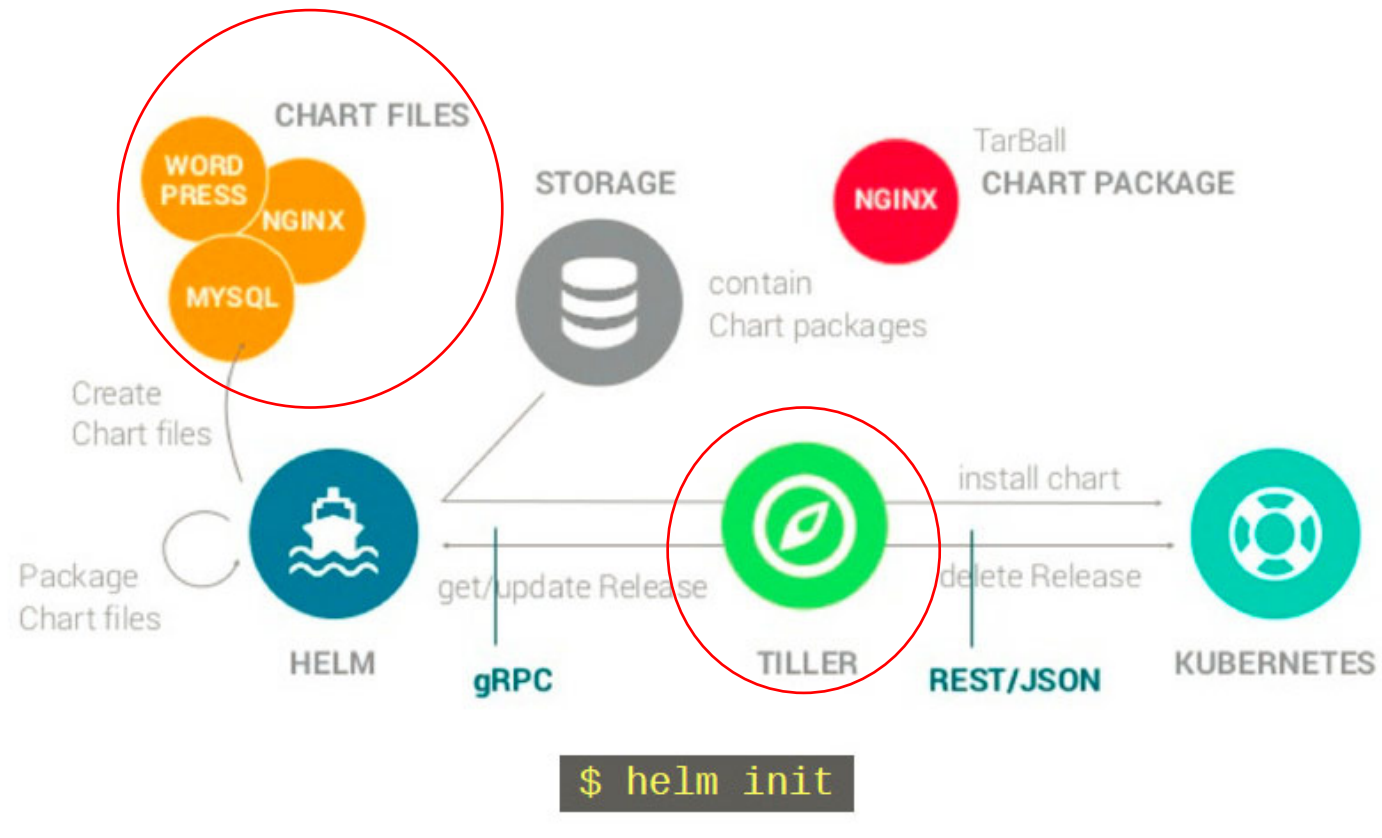 CHART FILES
WORD
PRESS
NGINX
MYSQL
STORAGE
contain
Chart packages
NGINX
TarBall
CHART PACKAGE
Create
Chart files
Package
Chart files
HELM
get/update Release
gRPC
TILLER
install chart
delete Release
REST/JSON
KUBERNETES
$ helm init